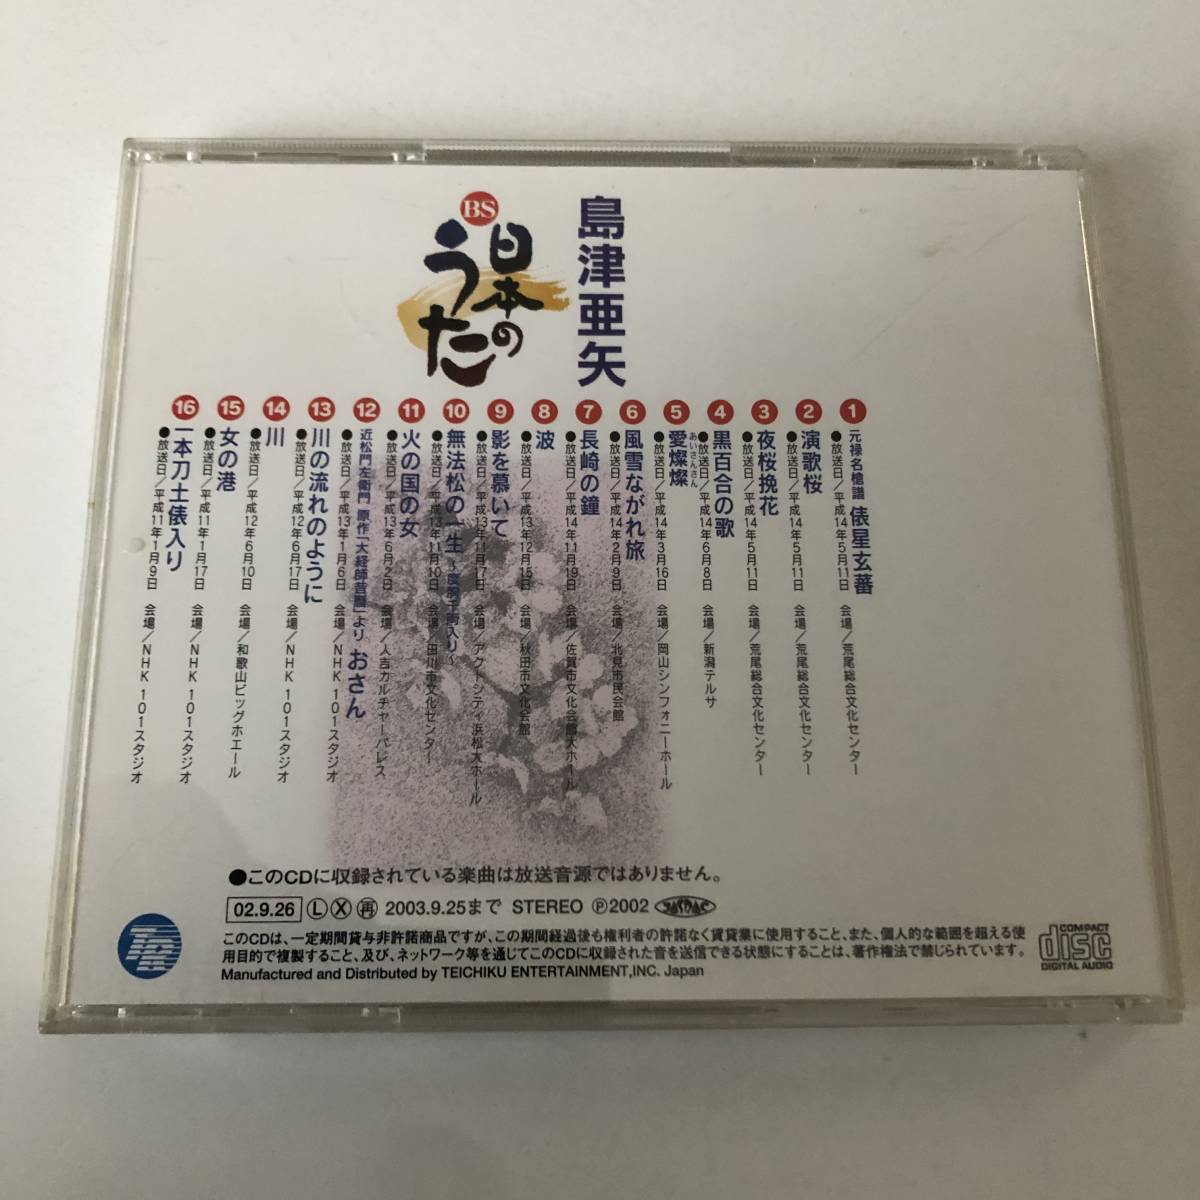 島津亜矢
BS
日本の
うた
1
元禄名槍譜 俵星玄蕃
●放送日/平成14年5月11日 会場/荒尾総合文化センター
2
演歌桜
●放送日/平成14年5月11日 会場/荒尾総合文化センター
3
夜桜挽花
●放送日/平成14年5月11日 会場/荒尾総合文化センター
4
黒百合の歌
●放送日/平成14年6月8日 会場/新潟テルサ
5
愛燦燦
あいさんさん
●放送日/平成14年3月16日 会場/岡山シンフォニーホール
6
風雪ながれ旅
●放送日/平成14年2月9日 会場/北見市民会館
7
長崎の鐘
●放送日/平成14年11月19日 会場/佐賀市文化会館大ホール
8
波
●放送日/平成13年12月15日 会場/秋田市文化会館
9
影を慕いて
●放送日/平成13年11月17日 会場/アクトシティ浜松大ホール
10
無法松の一生 〜度胸千両入り〜
●放送日/平成13年11月10日 会場/田川市文化センター
11
火の国の女
●放送日/平成13年6月2日 会場/人吉カルチャーパレス
12
近松門左衛門 原作「大経師昔暦」より おさん
●放送日/平成13年1月6日 会場/NHK 101スタジオ
13
川の流れのように
●放送日/平成12年6月17日 会場/NHK 101スタジオ
14
川
●放送日/平成12年6月10日 会場/和歌山ビッグホエール
15
女の港
●放送日/平成11年1月17日 会場/NHK 101スタジオ
16
一本刀土俵入り
●放送日/平成11年1月9日 会場/NHK 101スタジオ
●このCDに収録されている楽曲は放送音源ではありません。
02.9.26 Ⓛ Ⓧ ㊢ 2003.9.25まで STEREO Ⓟ2002 JASRAC
このCDは、一定期間貸与非許諾商品ですが、この期間経過後も権利者の許諾なく賃貸業に使用すること、また、個人的な範囲を超える使
用目的で複製すること、及び、ネットワーク等を通じてこのCDに収録された音を送信できる状態にすることは、著作権法で禁じられています。
Manufactured and Distributed by TEICHIKU ENTERTAINMENT,INC. Japan
COMPACT
disc
DIGITAL AUDIO